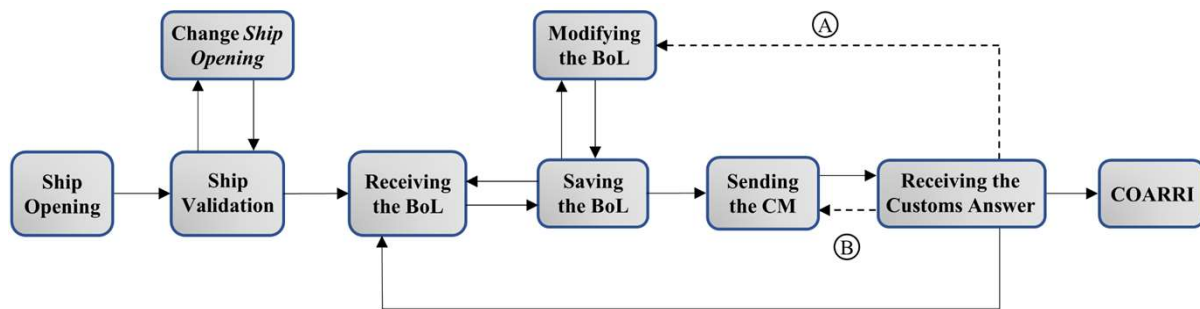 Change Ship
Opening
Modifying
the BoL
A
Ship
Opening
Ship
Validation
Receiving
the BoL
Saving
the BoL
Sending
the CM
Receiving the
Customs Answer
COARRI
B